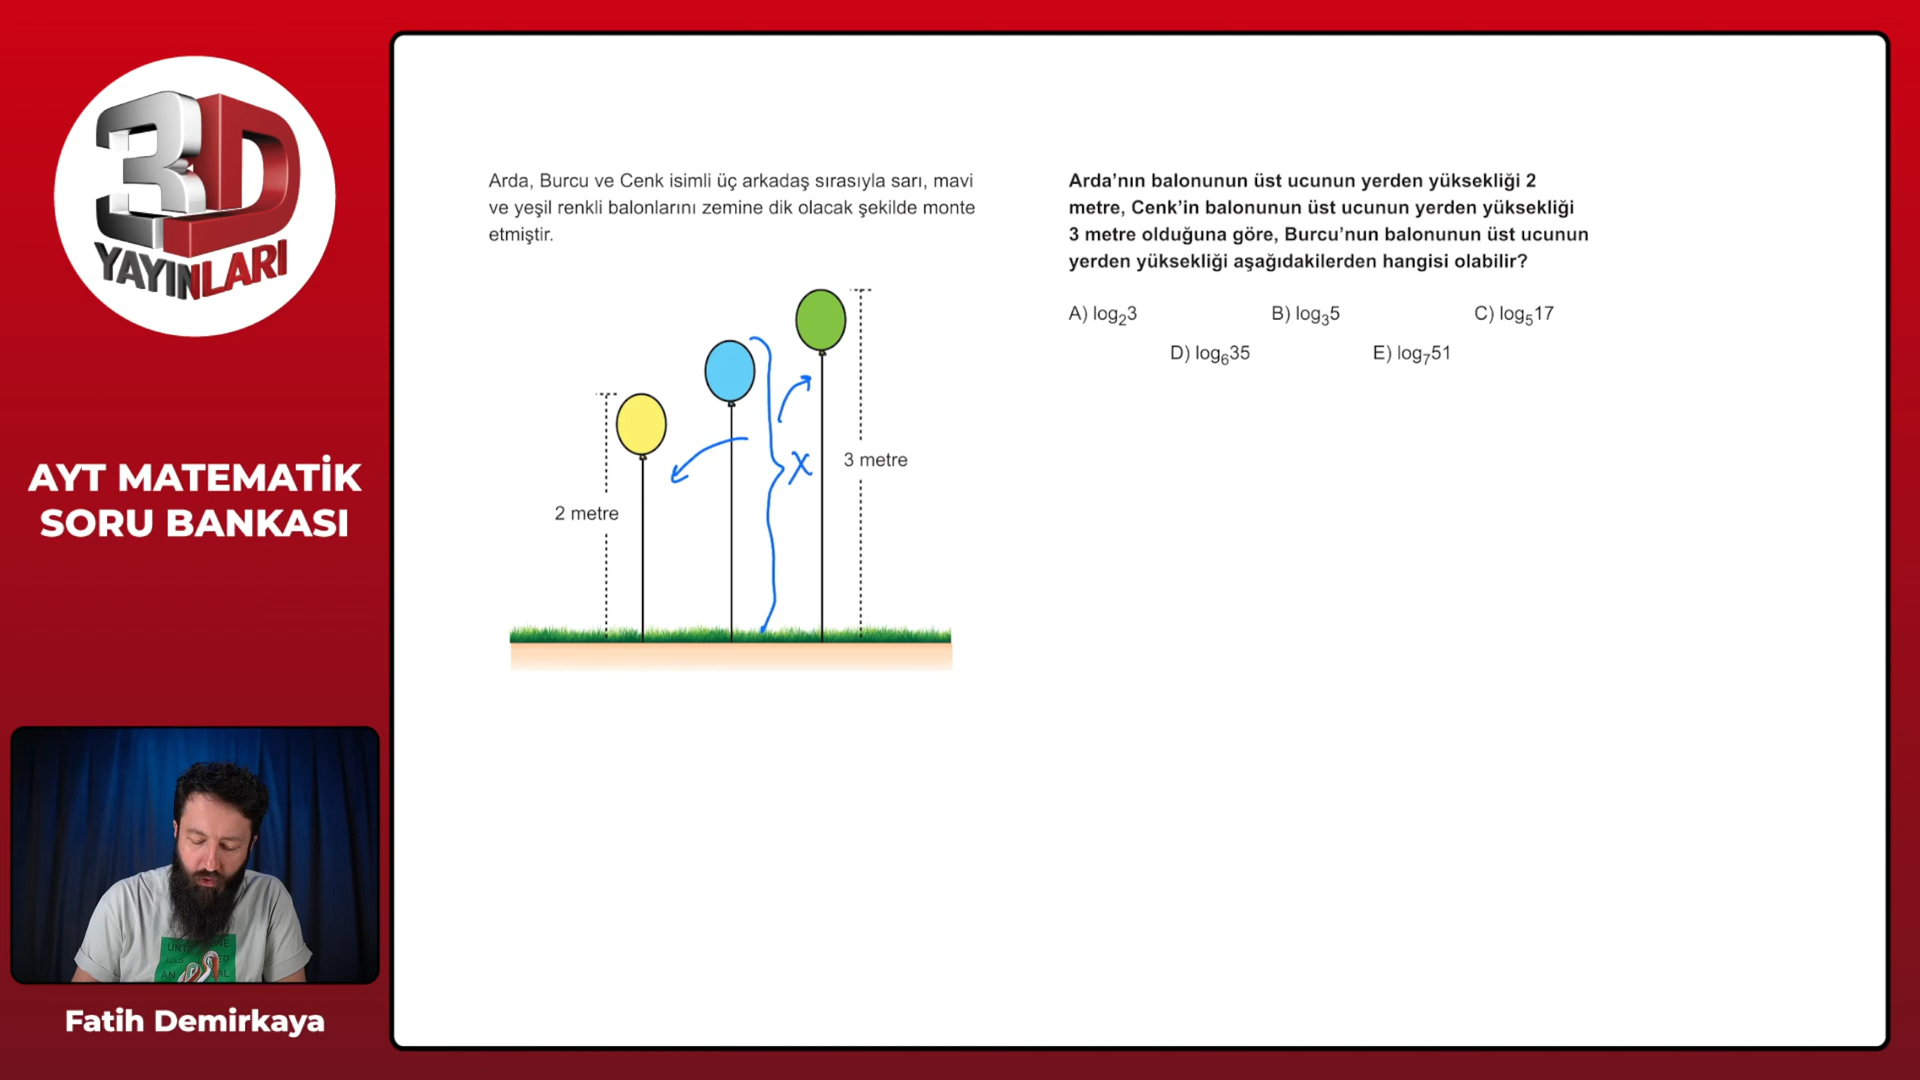 3D
YAYINLARI
AYT MATEMATİK
SORU BANKASI
Fatih Demirkaya
Arda, Burcu ve Cenk isimli üç arkadaş sırasıyla sarı, mavi
ve yeşil renkli balonlarını zemine dik olacak şekilde monte
etmiştir.
2 metre
X
3 metre
Arda’nın balonunun üst ucunun yerden yüksekliği 2
metre, Cenk’in balonunun üst ucunun yerden yüksekliği
3 metre olduğuna göre, Burcu’nun balonunun üst ucunun
yerden yüksekliği aşağıdakilerden hangisi olabilir?
A) log₂3 B) log₃5 C) log₅17
D) log₆35 E) log₇51